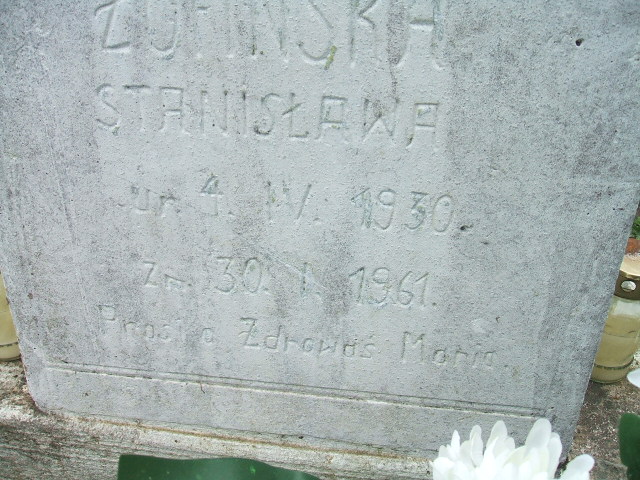 STANISŁAWA
ur. 4. IV. 1930.
zm. 30. I. 1961.
Prosi o Zdrowaś Maria